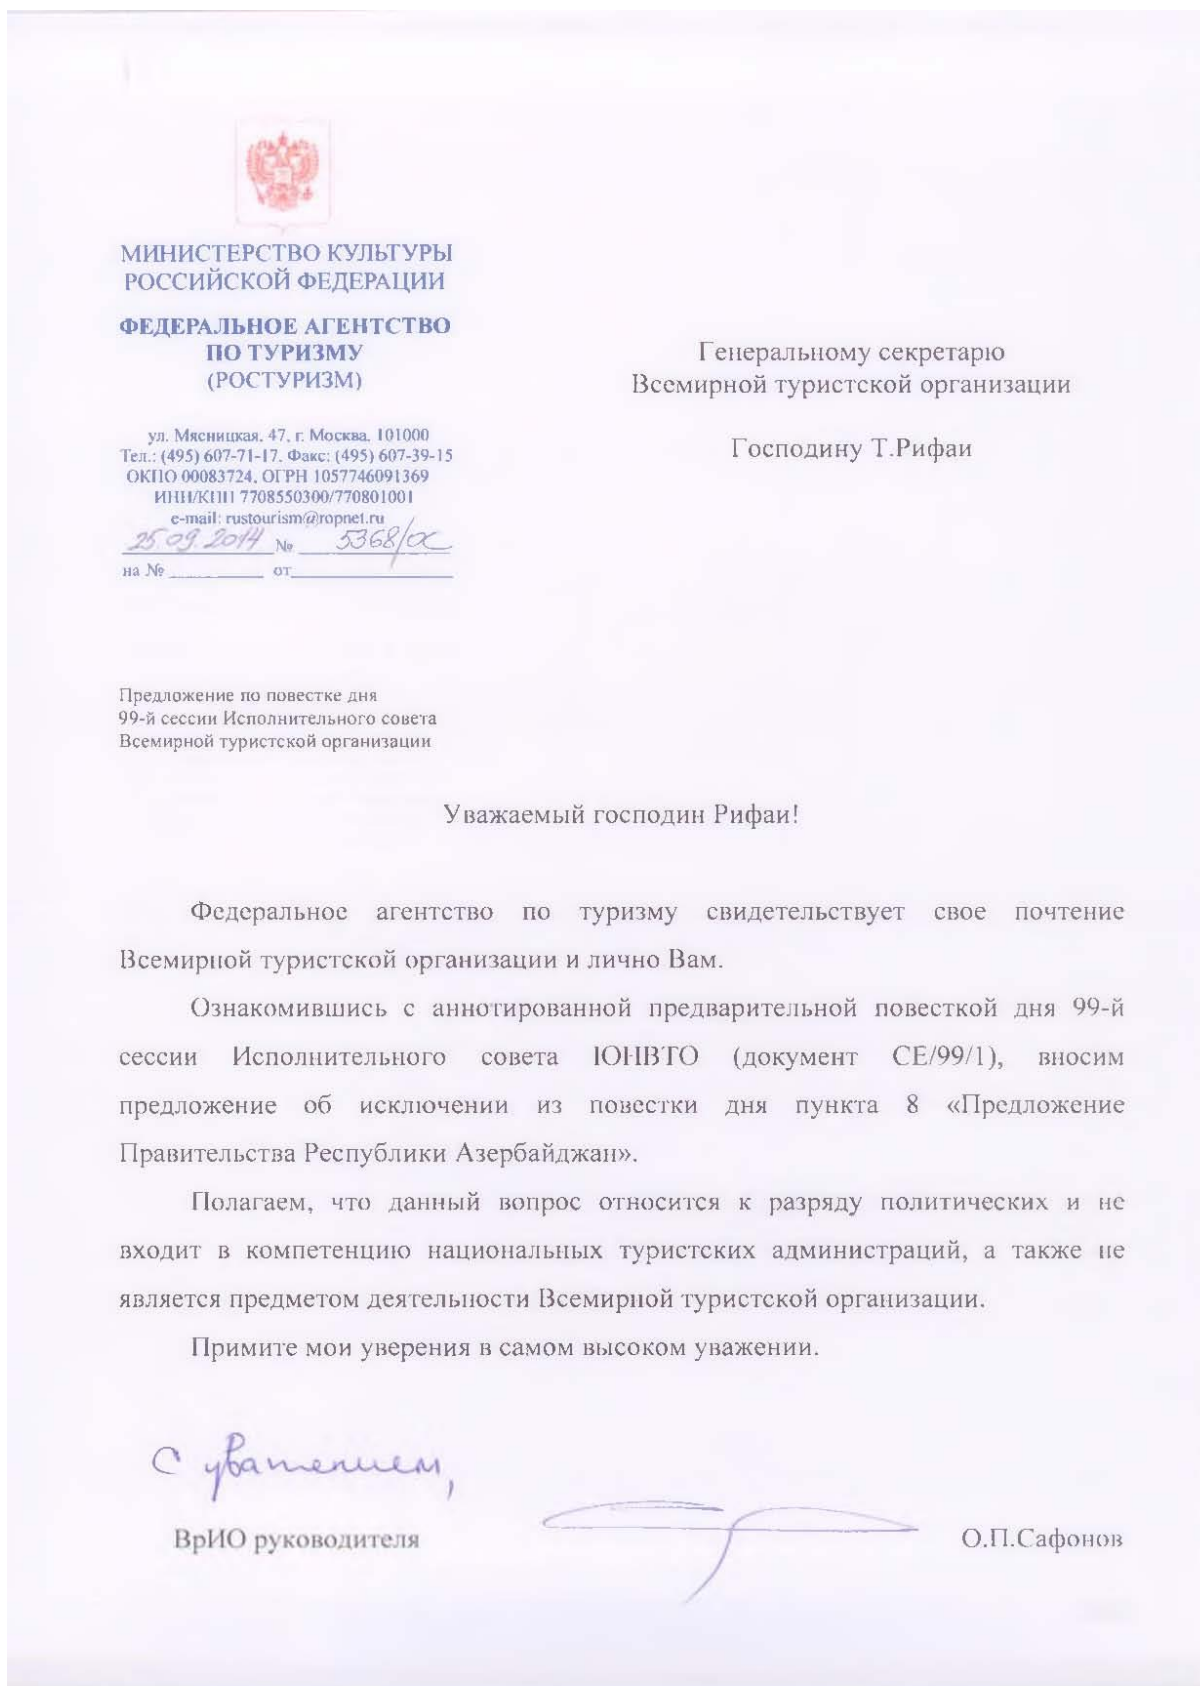 МИНИСТЕРСТВО КУЛЬТУРЫ
РОССИЙСКОЙ ФЕДЕРАЦИИ
ФЕДЕРАЛЬНОЕ АГЕНТСТВО
ПО ТУРИЗМУ
(РОСТУРИЗМ)
ул. Мясницкая, 47, г. Москва, 101000
Тел.: (495) 607-71-17, Факс: (495) 607-39-15
ОКПО 00083724, ОГРН 1057746091369
ИНН/КПП 7708550300/770801001
e-mail: rustourism@ropnet.ru
25.09.2014 № 5368/ОС
на № от
Генеральному секретарю
Всемирной туристской организации
Господину Т.Рифаи
Предложение по повестке дня
99-й сессии Исполнительного совета
Всемирной туристской организации
Уважаемый господин Рифаи!
Федеральное агентство по туризму свидетельствует свое почтение
Всемирной туристской организации и лично Вам.
Ознакомившись с аннотированной предварительной повесткой дня 99-й
сессии Исполнительного совета ЮНВТО (документ СЕ/99/1), вносим
предложение об исключении из повестки дня пункта 8 «Предложение
Правительства Республики Азербайджан».
Полагаем, что данный вопрос относится к разряду политических и не
входит в компетенцию национальных туристских администраций, а также не
является предметом деятельности Всемирной туристской организации.
Примите мои уверения в самом высоком уважении.
С уважением,
ВрИО руководителя
О.П.Сафонов